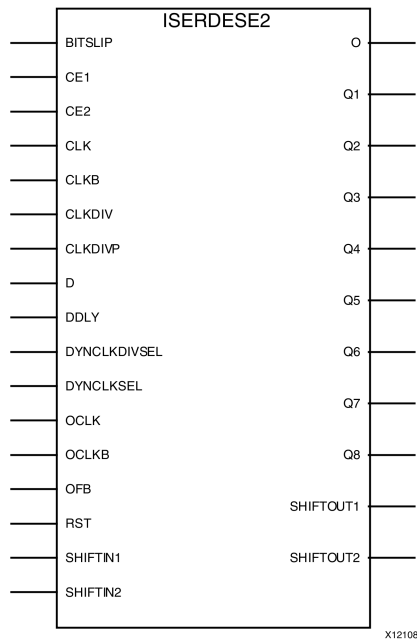 ISERDESE2
BITSLIP
CE1
CE2
CLK
CLKB
CLKDIV
CLKDIVP
D
DDLY
DYNCLKDIVSEL
DYNCLKSEL
OCLK
OCLKB
OFB
RST
SHIFTIN1
SHIFTIN2
O
Q1
Q2
Q3
Q4
Q5
Q6
Q7
Q8
SHIFTOUT1
SHIFTOUT2